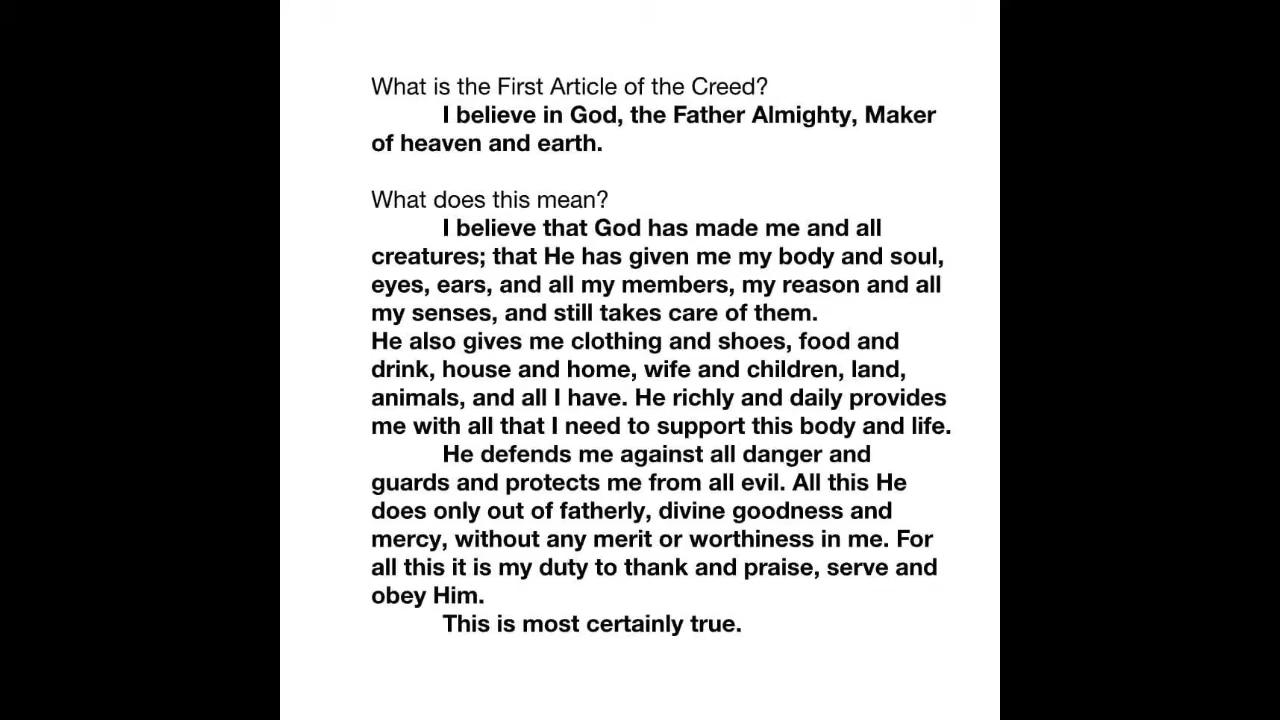 What is the First Article of the Creed?
I believe in God, the Father Almighty, Maker
of heaven and earth.
What does this mean?
I believe that God has made me and all
creatures; that He has given me my body and soul,
eyes, ears, and all my members, my reason and all
my senses, and still takes care of them.
He also gives me clothing and shoes, food and
drink, house and home, wife and children, land,
animals, and all I have. He richly and daily provides
me with all that I need to support this body and life.
He defends me against all danger and
guards and protects me from all evil. All this He
does only out of fatherly, divine goodness and
mercy, without any merit or worthiness in me. For
all this it is my duty to thank and praise, serve and
obey Him.
This is most certainly true.